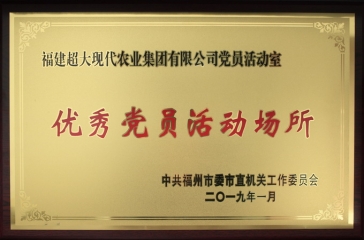 福建超大现代农业集团有限公司党员活动室
优秀党员活动场所
中共福州市委市直机关工作委员会
二〇一九年一月